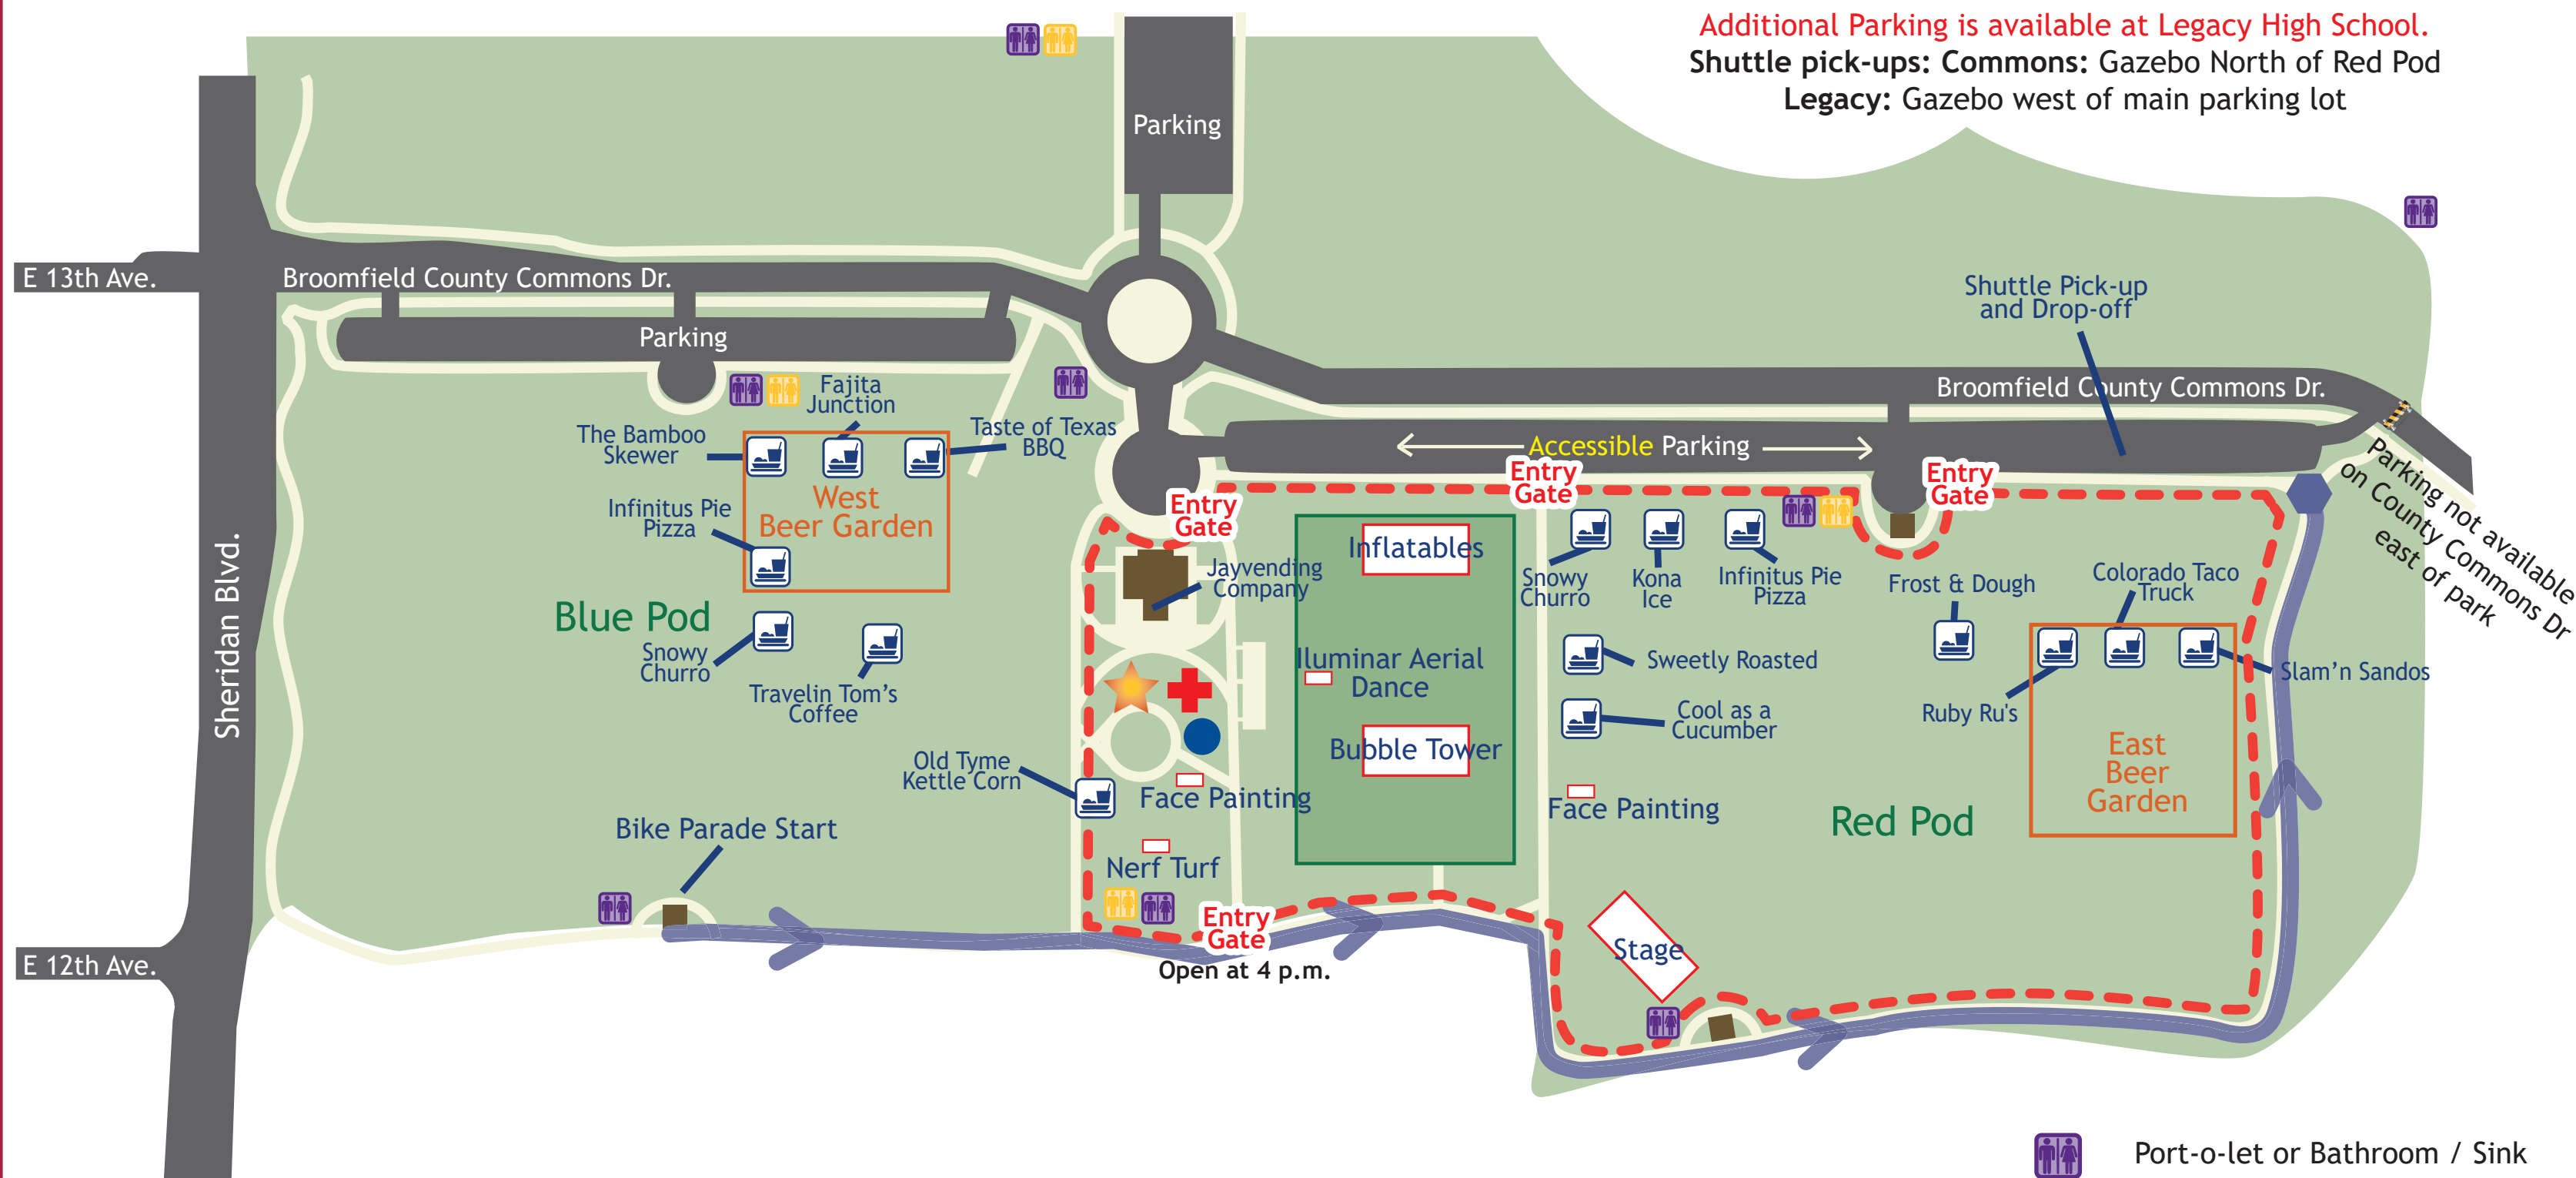 Additional Parking is available at Legacy High School.
Shuttle pick-ups: Commons: Gazebo North of Red Pod
Legacy: Gazebo west of main parking lot
Parking
E 13th Ave.
Broomfield County Commons Dr.
Parking
Shuttle Pick-up
and Drop-off
Broomfield County Commons Dr.
Accessible Parking
Parking not available
on County Commons Dr
east of park
Sheridan Blvd.
Fajita
Junction
The Bamboo
Skewer
Taste of Texas
BBQ
West
Beer Garden
Infinitus Pie
Pizza
Blue Pod
Snowy
Churro
Travelin Tom’s
Coffee
Entry
Gate
Entry
Gate
Entry
Gate
Jayvending
Company
Inflatables
Iluminar Aerial
Dance
Bubble Tower
Snowy
Churro
Kona
Ice
Infinitus Pie
Pizza
Frost & Dough
Colorado Taco
Truck
Sweetly Roasted
Slam’n Sandos
Ruby Ru's
Cool as a
Cucumber
East
Beer
Garden
Old Tyme
Kettle Corn
Face Painting
Face Painting
Red Pod
Bike Parade Start
Nerf Turf
Entry
Gate
Open at 4 p.m.
Stage
E 12th Ave.
Port-o-let or Bathroom / Sink